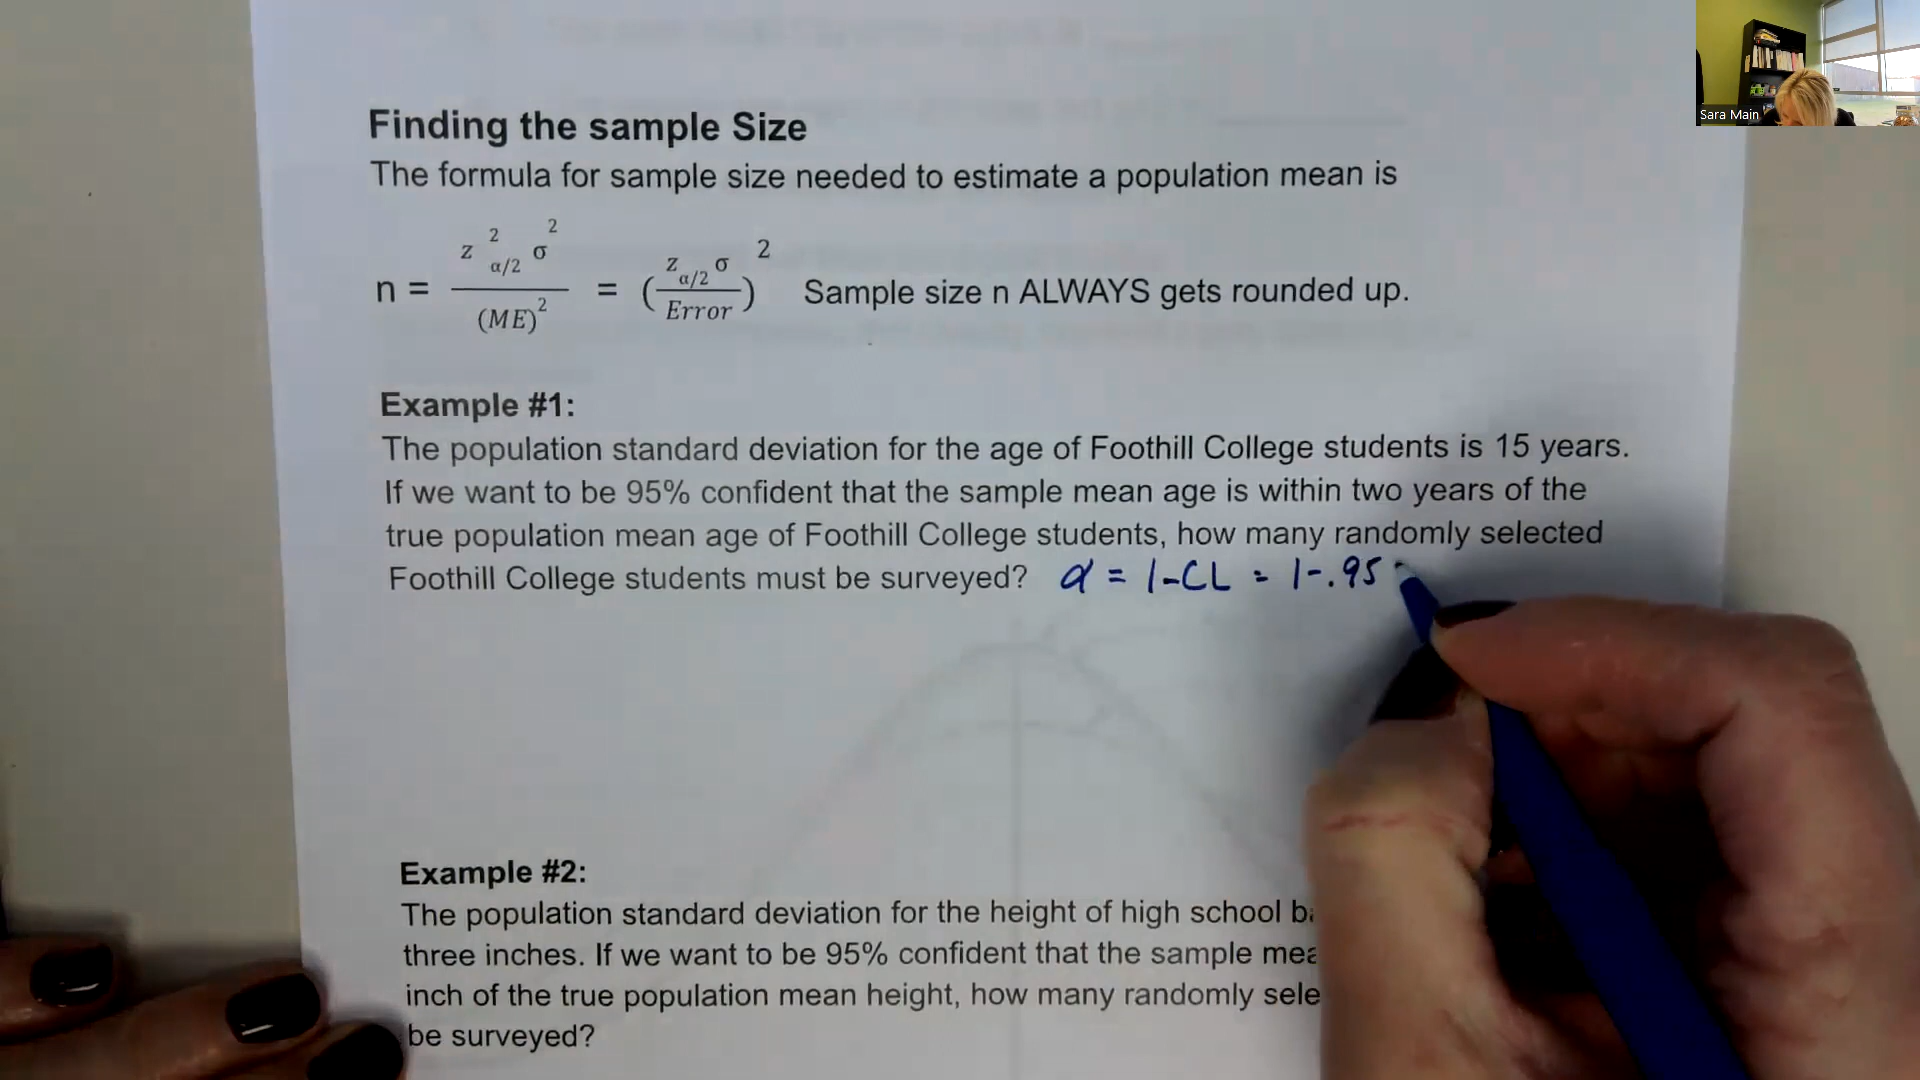 Sara Main
Finding the sample Size
The formula for sample size needed to estimate a population mean is
n = z²α/2 σ² / (ME)² = (zα/2 σ / Error)² Sample size n ALWAYS gets rounded up.
Example #1:
The population standard deviation for the age of Foothill College students is 15 years.
If we want to be 95% confident that the sample mean age is within two years of the
true population mean age of Foothill College students, how many randomly selected
Foothill College students must be surveyed? α = 1-CL = 1-.95
Example #2:
The population standard deviation for the height of high school
three inches. If we want to be 95% confident that the sample
inch of the true population mean height, how many randomly
be surveyed?